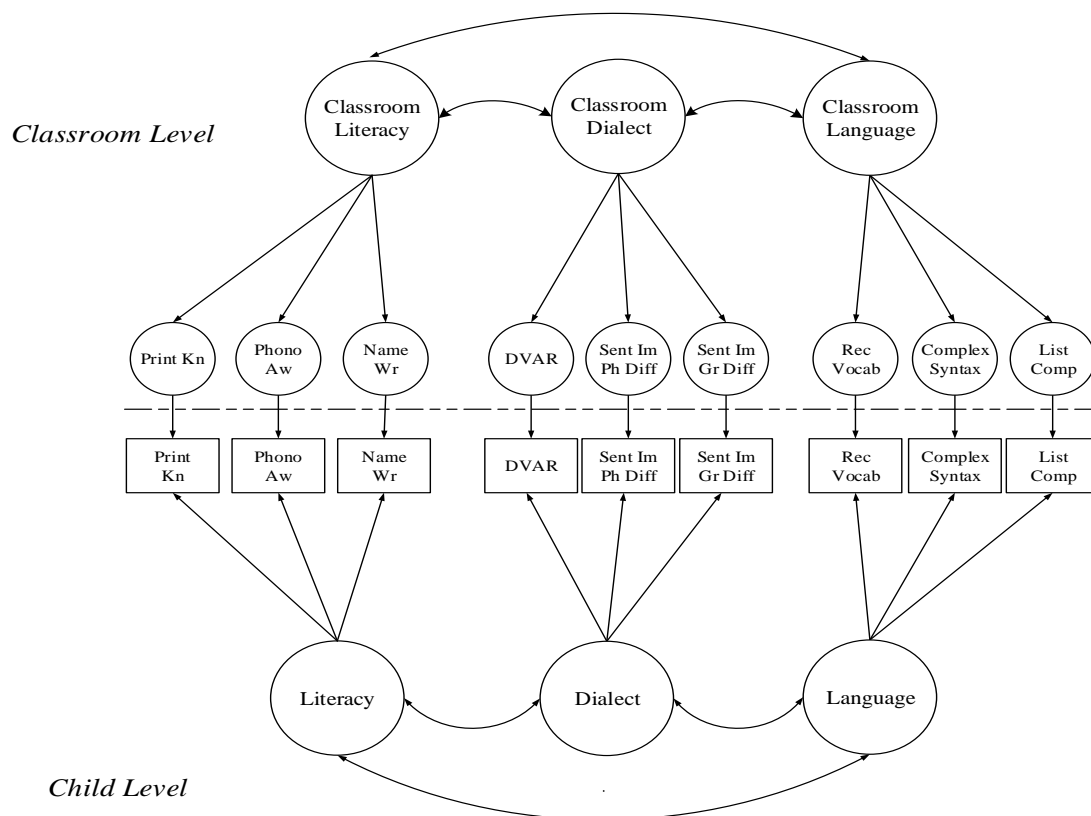 Classroom Level
Classroom
Literacy
Classroom
Dialect
Classroom
Language
Print Kn
Phono
Aw
Name
Wr
DVAR
Sent Im
Ph Diff
Sent Im
Gr Diff
Rec
Vocab
Complex
Syntax
List
Comp
Print
Kn
Phono
Aw
Name
Wr
DVAR
Sent Im
Ph Diff
Sent Im
Gr Diff
Rec
Vocab
Complex
Syntax
List
Comp
Literacy
Dialect
Language
Child Level